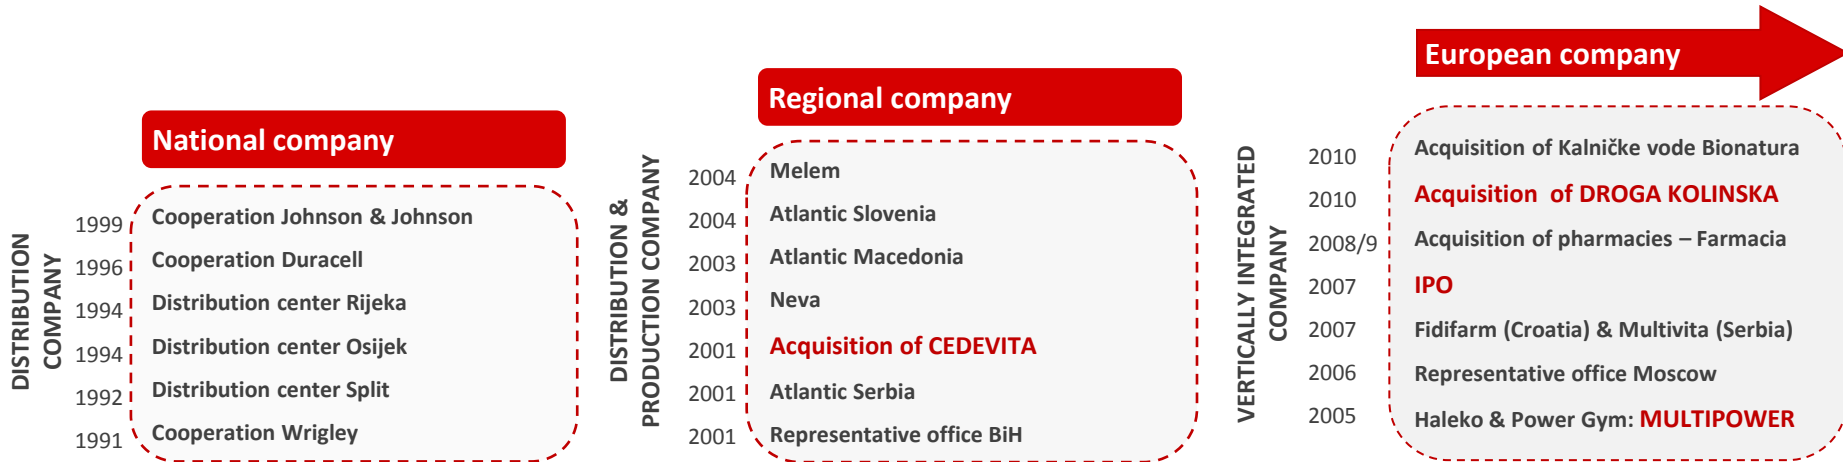 National company
DISTRIBUTION
COMPANY
1999 Cooperation Johnson & Johnson
1996 Cooperation Duracell
1994 Distribution center Rijeka
1994 Distribution center Osijek
1992 Distribution center Split
1991 Cooperation Wrigley
Regional company
DISTRIBUTION &
PRODUCTION COMPANY
2004 Melem
2004 Atlantic Slovenia
2003 Atlantic Macedonia
2003 Neva
2001 Acquisition of CEDEVITA
2001 Atlantic Serbia
2001 Representative office BiH
European company
VERTICALLY INTEGRATED
COMPANY
2010 Acquisition of Kalničke vode Bionatura
2010 Acquisition of DROGA KOLINSKA
2008/9 Acquisition of pharmacies – Farmacia
2007 IPO
2007 Fidifarm (Croatia) & Multivita (Serbia)
2006 Representative office Moscow
2005 Haleko & Power Gym: MULTIPOWER